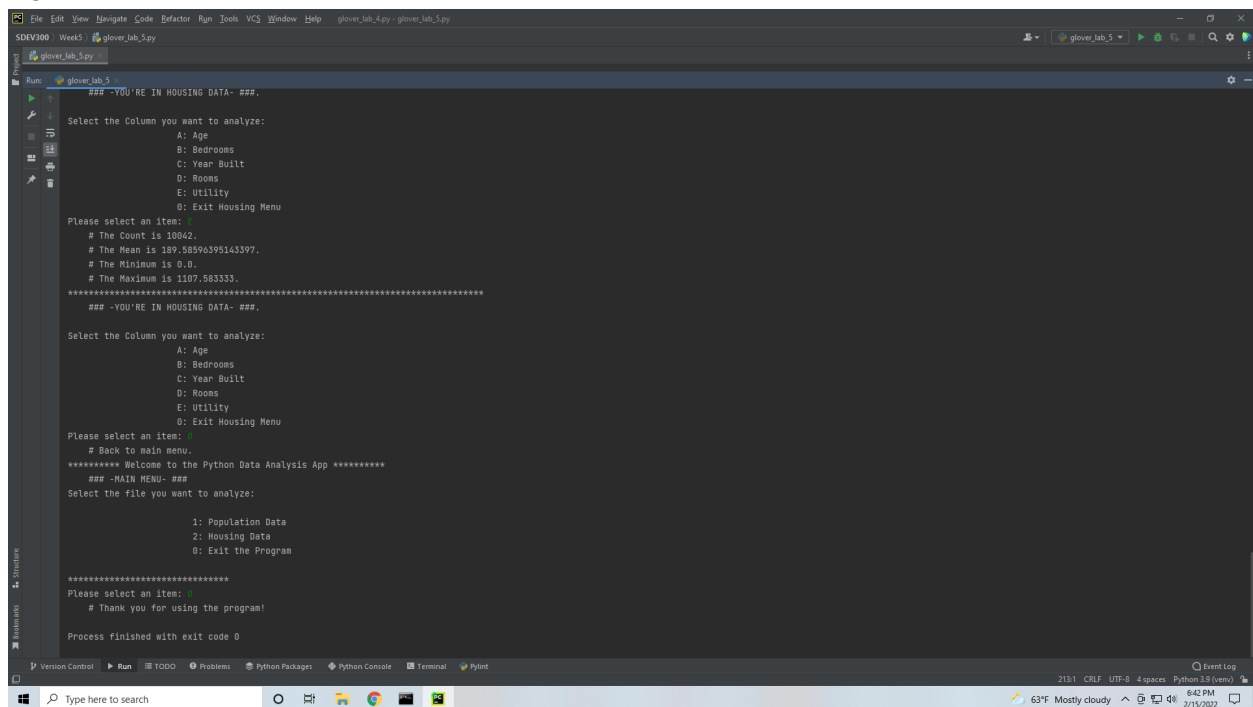 File Edit View Navigate Code Refactor Run Tools VCS Window Help glover_lab_4.py - glover_lab_5.py
SDEV300 Week5 glover_lab_5.py glover_lab_5
Project glover_lab_5.py
Run: glover_lab_5
### -YOU'RE IN HOUSING DATA- ###.
Select the Column you want to analyze:
A: Age
B: Bedrooms
C: Year Built
D: Rooms
E: Utility
0: Exit Housing Menu
Please select an item: E
# The Count is 10042.
# The Mean is 189.58596395143397.
# The Minimum is 0.0.
# The Maximum is 1107.583333.
********************************************************************************
### -YOU'RE IN HOUSING DATA- ###.
Select the Column you want to analyze:
A: Age
B: Bedrooms
C: Year Built
D: Rooms
E: Utility
0: Exit Housing Menu
Please select an item: 0
# Back to main menu.
********** Welcome to the Python Data Analysis App **********
### -MAIN MENU- ###
Select the file you want to analyze:
1: Population Data
2: Housing Data
0: Exit the Program
*******************************
Please select an item: 0
# Thank you for using the program!
Process finished with exit code 0
Structure
Bookmarks
Version Control Run TODO Problems Python Packages Python Console Terminal Pylint Event Log
213:1 CRLF UTF-8 4 spaces Python 3.9 (venv)
Type here to search 63°F Mostly cloudy 6:42 PM
2/15/2022